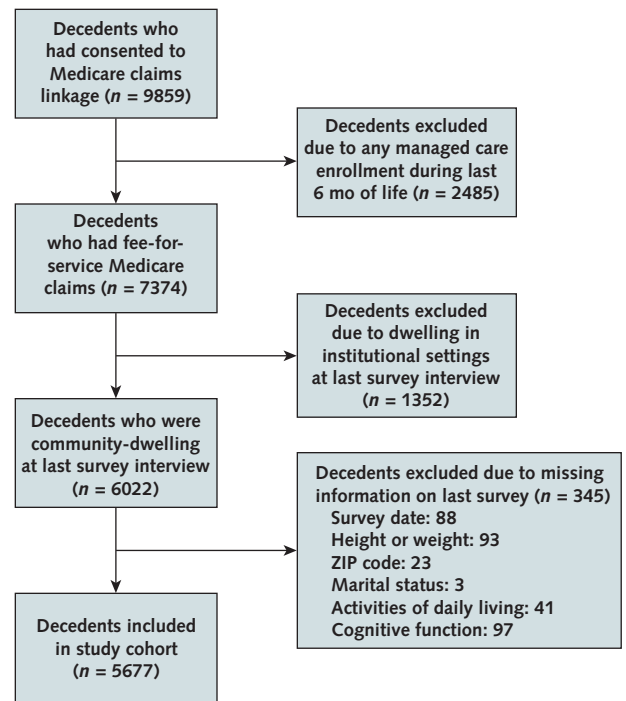 Decedents who
had consented to
Medicare claims
linkage (n = 9859)
Decedents excluded
due to any managed care
enrollment during last
6 mo of life (n = 2485)
Decedents
who had fee-for-
service Medicare
claims (n = 7374)
Decedents excluded
due to dwelling in
institutional settings
at last survey interview
(n = 1352)
Decedents who were
community-dwelling
at last survey interview
(n = 6022)
Decedents excluded due to missing
information on last survey (n = 345)
Survey date: 88
Height or weight: 93
ZIP code: 23
Marital status: 3
Activities of daily living: 41
Cognitive function: 97
Decedents included
in study cohort
(n = 5677)